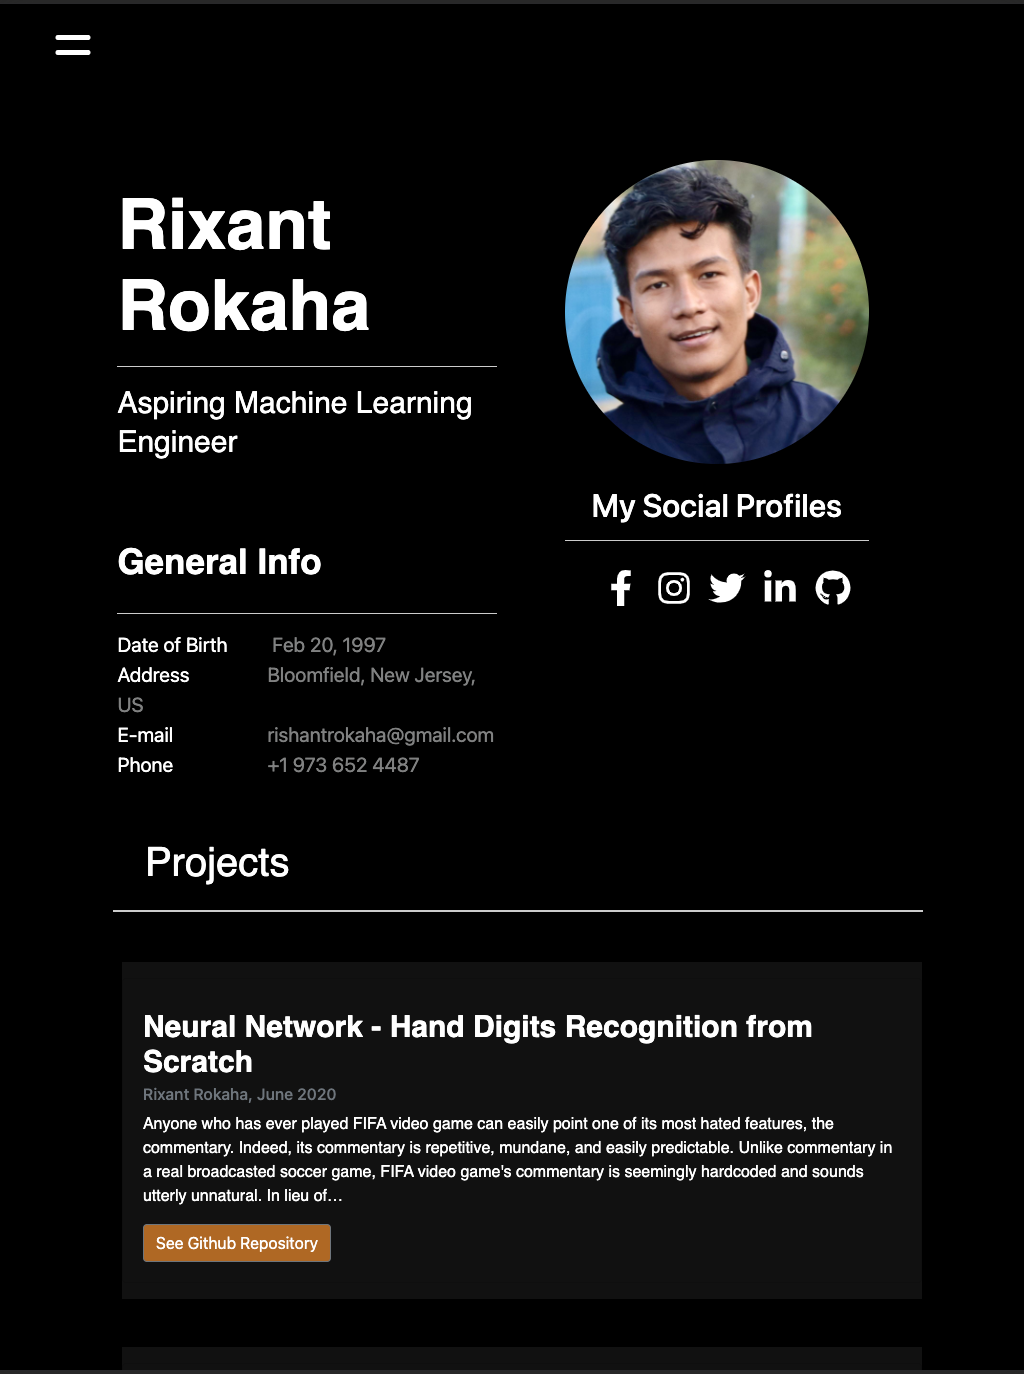 Rixant
Rokaha
Aspiring Machine Learning
Engineer
My Social Profiles
General Info
Date of Birth Feb 20, 1997
Address Bloomfield, New Jersey,
US
E-mail rishantrokaha@gmail.com
Phone +1 973 652 4487
Projects
Neural Network - Hand Digits Recognition from
Scratch
Rixant Rokaha, June 2020
Anyone who has ever played FIFA video game can easily point one of its most hated features, the
commentary. Indeed, its commentary is repetitive, mundane, and easily predictable. Unlike commentary in
a real broadcasted soccer game, FIFA video game's commentary is seemingly hardcoded and sounds
utterly unnatural. In lieu of...
See Github Repository